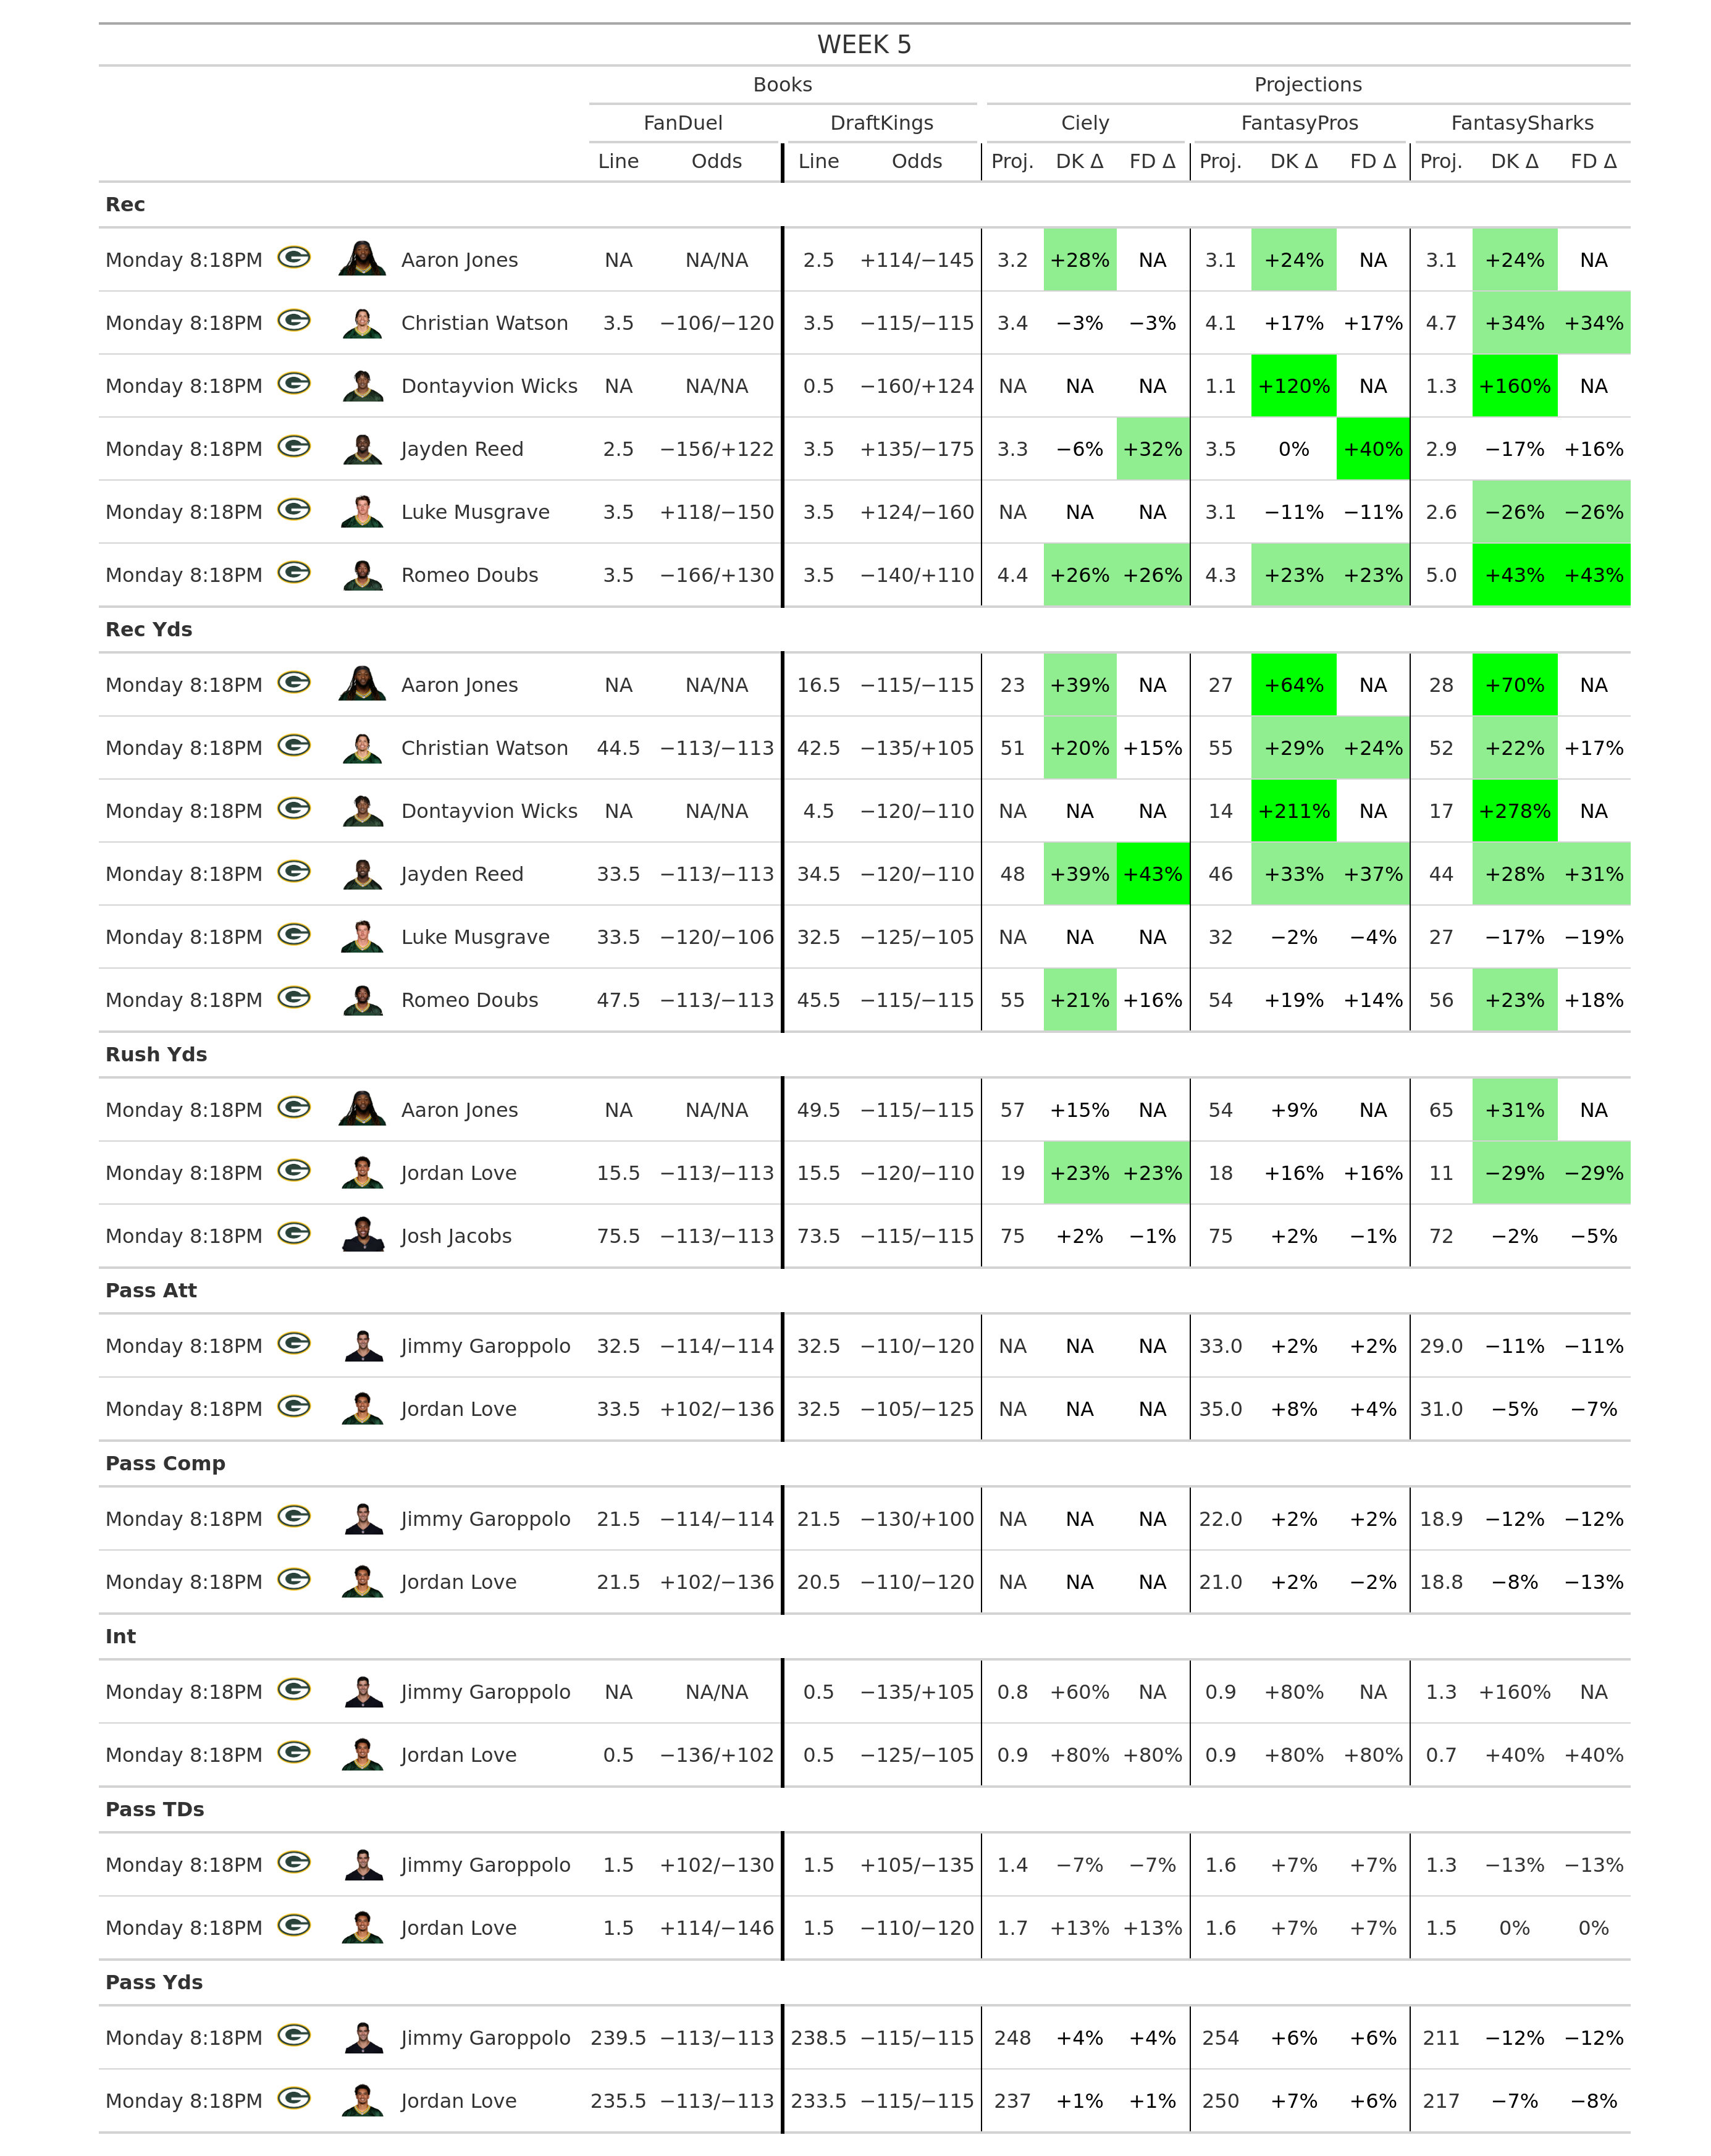 WEEK 5
Books Projections
FanDuel DraftKings Ciely FantasyPros FantasySharks
Line Odds Line Odds Proj. DK Δ FD Δ Proj. DK Δ FD Δ Proj. DK Δ FD Δ
Rec
Monday 8:18PM G Aaron Jones NA NA/NA 2.5 +114/−145 3.2 +28% NA 3.1 +24% NA 3.1 +24% NA
Monday 8:18PM G Christian Watson 3.5 −106/−120 3.5 −115/−115 3.4 −3% −3% 4.1 +17% +17% 4.7 +34% +34%
Monday 8:18PM G Dontayvion Wicks NA NA/NA 0.5 −160/+124 NA NA NA 1.1 +120% NA 1.3 +160% NA
Monday 8:18PM G Jayden Reed 2.5 −156/+122 3.5 +135/−175 3.3 −6% +32% 3.5 0% +40% 2.9 −17% +16%
Monday 8:18PM G Luke Musgrave 3.5 +118/−150 3.5 +124/−160 NA NA NA 3.1 −11% −11% 2.6 −26% −26%
Monday 8:18PM G Romeo Doubs 3.5 −166/+130 3.5 −140/+110 4.4 +26% +26% 4.3 +23% +23% 5.0 +43% +43%
Rec Yds
Monday 8:18PM G Aaron Jones NA NA/NA 16.5 −115/−115 23 +39% NA 27 +64% NA 28 +70% NA
Monday 8:18PM G Christian Watson 44.5 −113/−113 42.5 −135/+105 51 +20% +15% 55 +29% +24% 52 +22% +17%
Monday 8:18PM G Dontayvion Wicks NA NA/NA 4.5 −120/−110 NA NA NA 14 +211% NA 17 +278% NA
Monday 8:18PM G Jayden Reed 33.5 −113/−113 34.5 −120/−110 48 +39% +43% 46 +33% +37% 44 +28% +31%
Monday 8:18PM G Luke Musgrave 33.5 −120/−106 32.5 −125/−105 NA NA NA 32 −2% −4% 27 −17% −19%
Monday 8:18PM G Romeo Doubs 47.5 −113/−113 45.5 −115/−115 55 +21% +16% 54 +19% +14% 56 +23% +18%
Rush Yds
Monday 8:18PM G Aaron Jones NA NA/NA 49.5 −115/−115 57 +15% NA 54 +9% NA 65 +31% NA
Monday 8:18PM G Jordan Love 15.5 −113/−113 15.5 −120/−110 19 +23% +23% 18 +16% +16% 11 −29% −29%
Monday 8:18PM G Josh Jacobs 75.5 −113/−113 73.5 −115/−115 75 +2% −1% 75 +2% −1% 72 −2% −5%
Pass Att
Monday 8:18PM G Jimmy Garoppolo 32.5 −114/−114 32.5 −110/−120 NA NA NA 33.0 +2% +2% 29.0 −11% −11%
Monday 8:18PM G Jordan Love 33.5 +102/−136 32.5 −105/−125 NA NA NA 35.0 +8% +4% 31.0 −5% −7%
Pass Comp
Monday 8:18PM G Jimmy Garoppolo 21.5 −114/−114 21.5 −130/+100 NA NA NA 22.0 +2% +2% 18.9 −12% −12%
Monday 8:18PM G Jordan Love 21.5 +102/−136 20.5 −110/−120 NA NA NA 21.0 +2% −2% 18.8 −8% −13%
Int
Monday 8:18PM G Jimmy Garoppolo NA NA/NA 0.5 −135/+105 0.8 +60% NA 0.9 +80% NA 1.3 +160% NA
Monday 8:18PM G Jordan Love 0.5 −136/+102 0.5 −125/−105 0.9 +80% +80% 0.9 +80% +80% 0.7 +40% +40%
Pass TDs
Monday 8:18PM G Jimmy Garoppolo 1.5 +102/−130 1.5 +105/−135 1.4 −7% −7% 1.6 +7% +7% 1.3 −13% −13%
Monday 8:18PM G Jordan Love 1.5 +114/−146 1.5 −110/−120 1.7 +13% +13% 1.6 +7% +7% 1.5 0% 0%
Pass Yds
Monday 8:18PM G Jimmy Garoppolo 239.5 −113/−113 238.5 −115/−115 248 +4% +4% 254 +6% +6% 211 −12% −12%
Monday 8:18PM G Jordan Love 235.5 −113/−113 233.5 −115/−115 237 +1% +1% 250 +7% +6% 217 −7% −8%